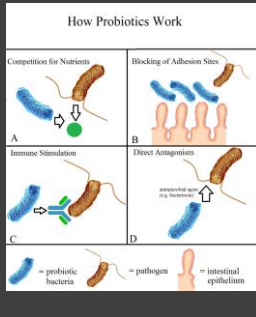 How Probiotics Work
Competition for Nutrients
Blocking of Adhesion Sites
A
B
Immune Stimulation
Direct Antagonism
antimicrobial agent
(e.g. bacteriocin)
C
D
= probiotic
bacteria
= pathogen
= intestinal
epithelium